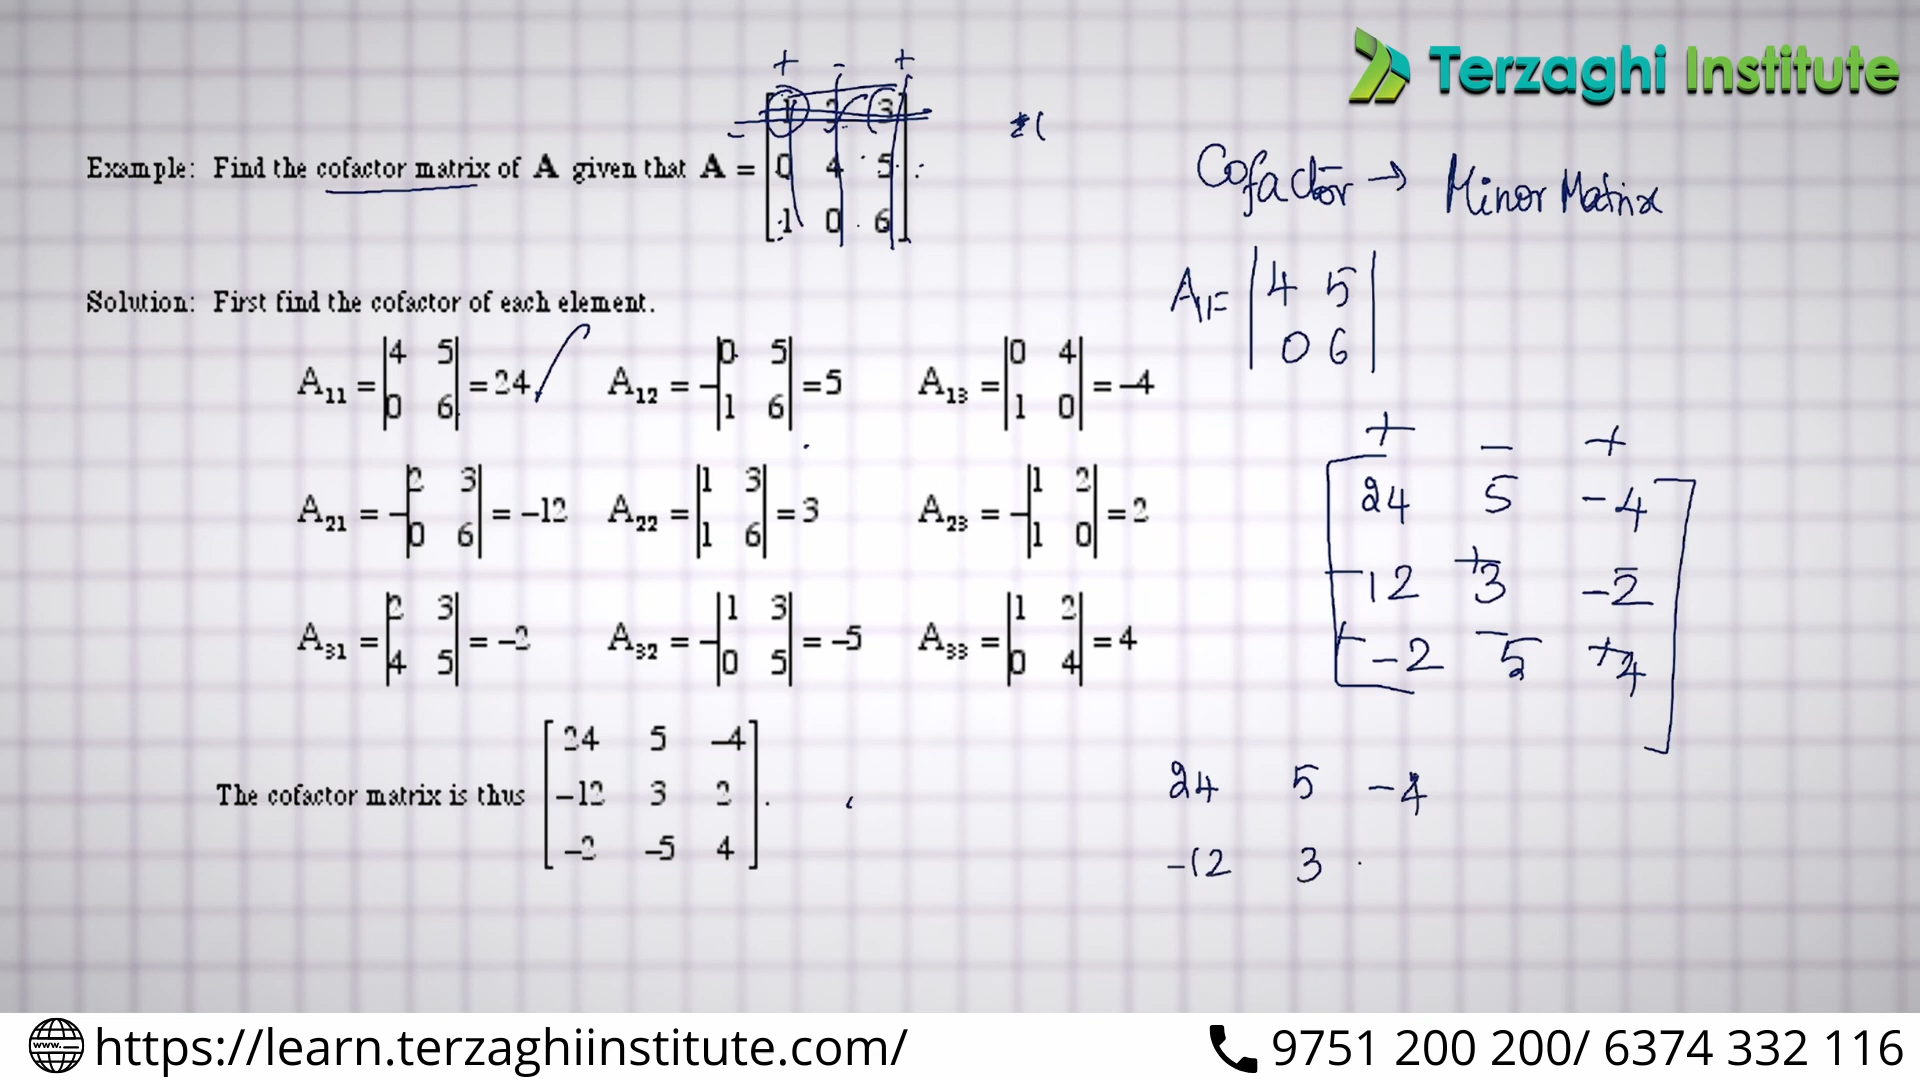 Terzaghi Institute
+ - +
Example: Find the cofactor matrix of A given that A = [1 2 3
0 4 5
1 0 6]
Cofactor → Minor Matrix
Solution: First find the cofactor of each element.
A11 = |4 5
0 6|
A11 = |4 5; 0 6| = 24 A12 = -|0 5; 1 6| = 5 A13 = |0 4; 1 0| = -4
A21 = -|2 3; 0 6| = -12 A22 = |1 3; 1 6| = 3 A23 = -|1 2; 1 0| = 2
A31 = |2 3; 4 5| = -2 A32 = -|1 3; 0 5| = -5 A33 = |1 2; 0 4| = 4
+ - +
24 5 -4
-12 +3 -2
+-2 -5 +4
The cofactor matrix is thus [24 5 -4
-12 3 2
-2 -5 4].
24 5 -4
-12 3
https://learn.terzaghiinstitute.com/
9751 200 200/ 6374 332 116